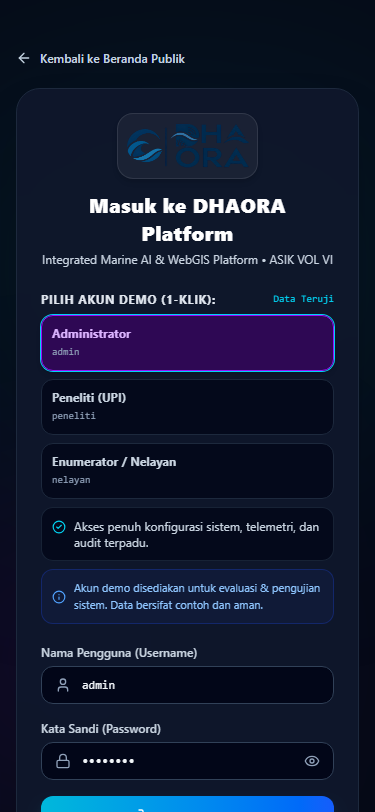 Kembali ke Beranda Publik
DHA
ORA
Masuk ke DHAORA
Platform
Integrated Marine AI & WebGIS Platform • ASIK VOL VI
PILIH AKUN DEMO (1-KLIK):
Data Teruji
Administrator
admin
Peneliti (UPI)
peneliti
Enumerator / Nelayan
nelayan
Akses penuh konfigurasi sistem, telemetri, dan
audit terpadu.
Akun demo disediakan untuk evaluasi & pengujian
sistem. Data bersifat contoh dan aman.
Nama Pengguna (Username)
admin
Kata Sandi (Password)
••••••••